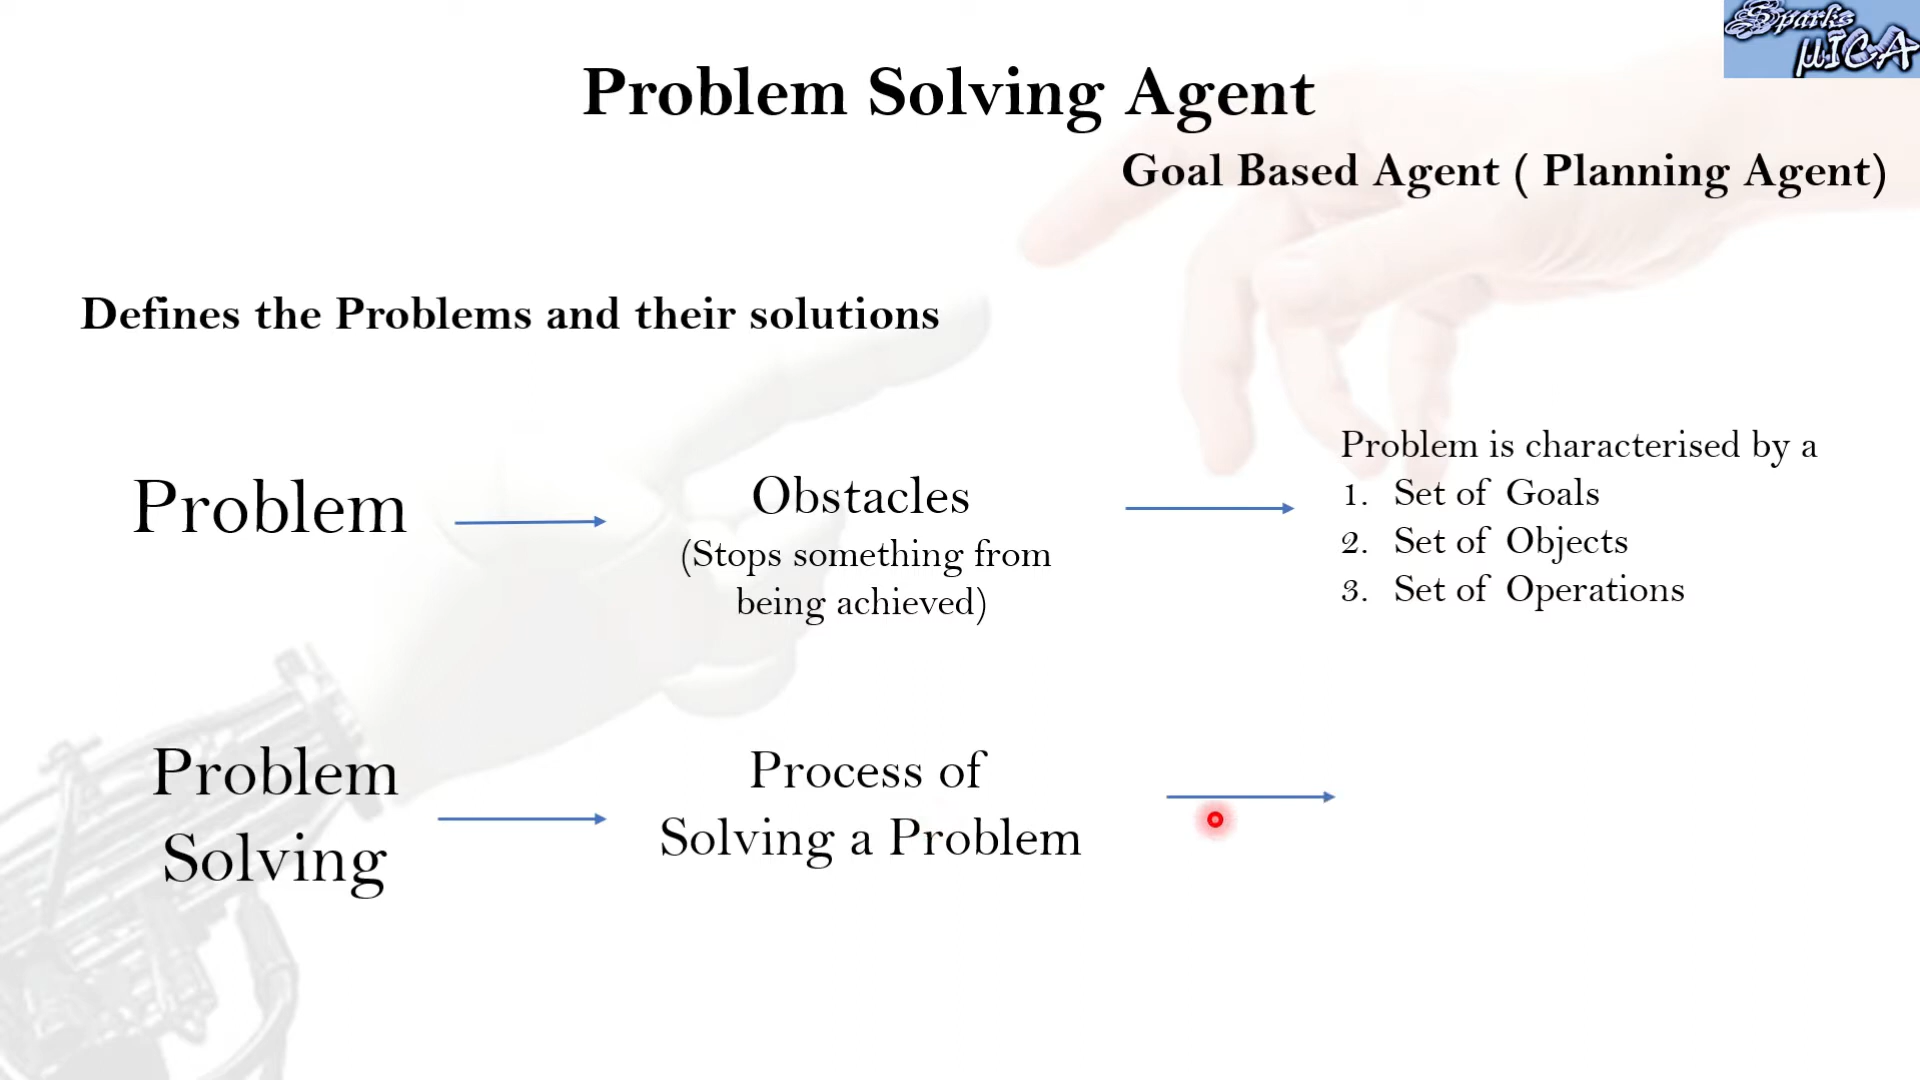 Sparks
μICA
Problem Solving Agent
Goal Based Agent ( Planning Agent)
Defines the Problems and their solutions
Problem
Obstacles
(Stops something from
being achieved)
Problem is characterised by a
1. Set of Goals
2. Set of Objects
3. Set of Operations
Problem
Solving
Process of
Solving a Problem